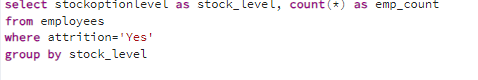 select stockoptionlevel as stock_level, count(*) as emp_count
from employees
where attrition='Yes'
group by stock_level